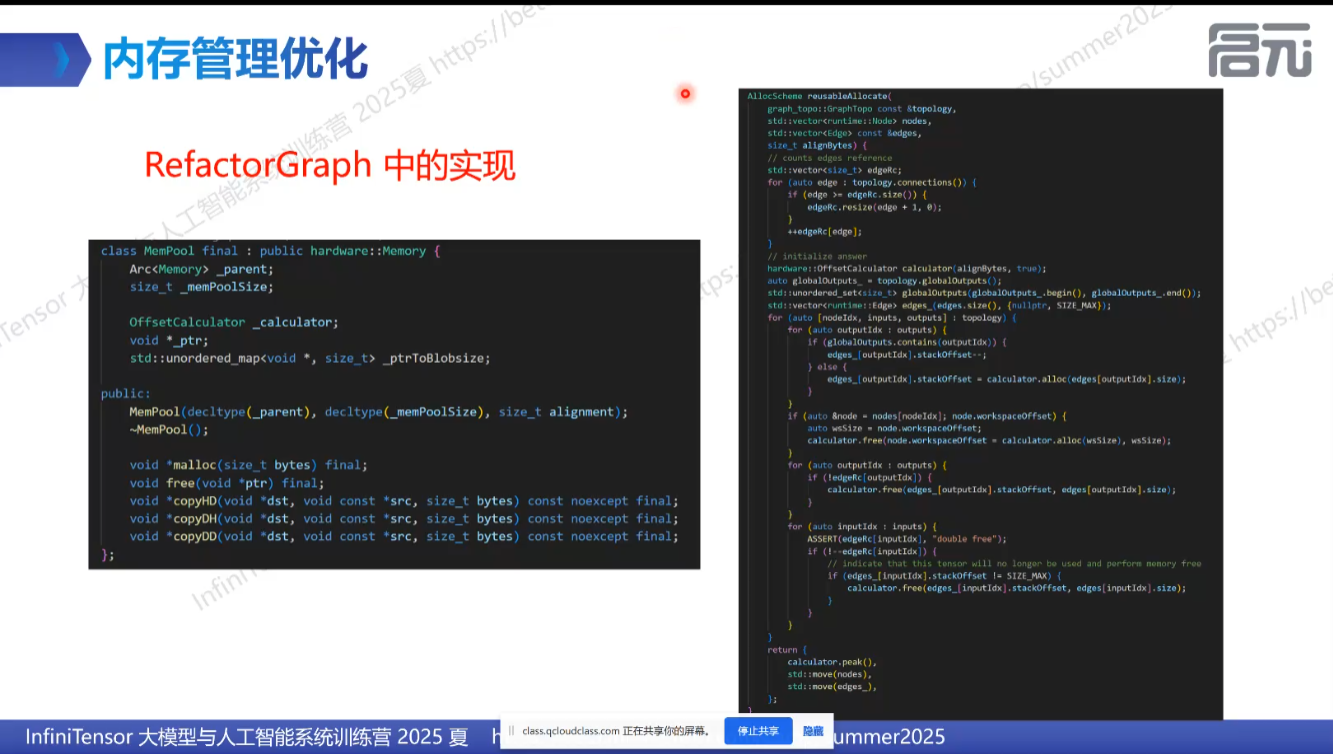 内存管理优化
启元
RefactorGraph 中的实现
class MemPool final : public hardware::Memory {
Arc<Memory> _parent;
size_t _memPoolSize;
OffsetCalculator _calculator;
void *_ptr;
std::unordered_map<void *, size_t> _ptrToBlobsize;
public:
MemPool(decltype(_parent), decltype(_memPoolSize), size_t alignment);
~MemPool();
void *malloc(size_t bytes) final;
void free(void *ptr) final;
void *copyHD(void *dst, void const *src, size_t bytes) const noexcept final;
void *copyDH(void *dst, void const *src, size_t bytes) const noexcept final;
void *copyDD(void *dst, void const *src, size_t bytes) const noexcept final;
};
AllocScheme reusableAllocate(
graph_topo::GraphTopo const &topology,
std::vector<runtime::Node> nodes,
std::vector<Edge> const &edges,
size_t alignBytes) {
// counts edges reference
std::vector<size_t> edgeRc;
for (auto edge : topology.connections()) {
if (edge >= edgeRc.size()) {
edgeRc.resize(edge + 1, 0);
}
++edgeRc[edge];
}
// initialize answer
hardware::OffsetCalculator calculator(alignBytes, true);
auto globalOutputs_ = topology.globalOutputs();
std::unordered_set<size_t> globalOutputs(globalOutputs_.begin(), globalOutputs_.end());
std::vector<runtime::Edge> edges_(edges.size(), {nullptr, SIZE_MAX});
for (auto [nodeIdx, inputs, outputs] : topology) {
for (auto outputIdx : outputs) {
if (globalOutputs.contains(outputIdx)) {
edges_[outputIdx].stackOffset--;
} else {
edges_[outputIdx].stackOffset = calculator.alloc(edges[outputIdx].size);
}
}
if (auto &node = nodes[nodeIdx]; node.workspaceOffset) {
auto wsSize = node.workspaceOffset;
calculator.free(node.workspaceOffset = calculator.alloc(wsSize), wsSize);
}
for (auto outputIdx : outputs) {
if (!edgeRc[outputIdx]) {
calculator.free(edges_[outputIdx].stackOffset, edges[outputIdx].size);
}
}
for (auto inputIdx : inputs) {
ASSERT(edgeRc[inputIdx], "double free");
if (!--edgeRc[inputIdx]) {
// indicate that this tensor will no longer be used and perform memory free
if (edges_[inputIdx].stackOffset != SIZE_MAX) {
calculator.free(edges_[inputIdx].stackOffset, edges[inputIdx].size);
}
}
}
}
return {
calculator.peak(),
std::move(nodes),
std::move(edges_),
};
}
InfiniTensor 大模型与人工智能系统训练营 2025 夏
class.qcloudclass.com 正在共享你的屏幕。
停止共享
隐藏
ummer2025